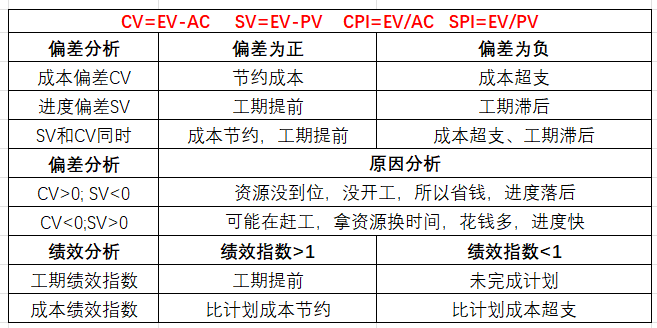 CV=EV-AC SV=EV-PV CPI=EV/AC SPI=EV/PV
偏差分析 偏差为正 偏差为负
成本偏差CV 节约成本 成本超支
进度偏差SV 工期提前 工期滞后
SV和CV同时 成本节约，工期提前 成本超支、工期滞后
偏差分析 原因分析
CV>0; SV<0 资源没到位，没开工，所以省钱，进度落后
CV<0;SV>0 可能在赶工，拿资源换时间，花钱多，进度快
绩效分析 绩效指数>1 绩效指数<1
工期绩效指数 工期提前 未完成计划
成本绩效指数 比计划成本节约 比计划成本超支